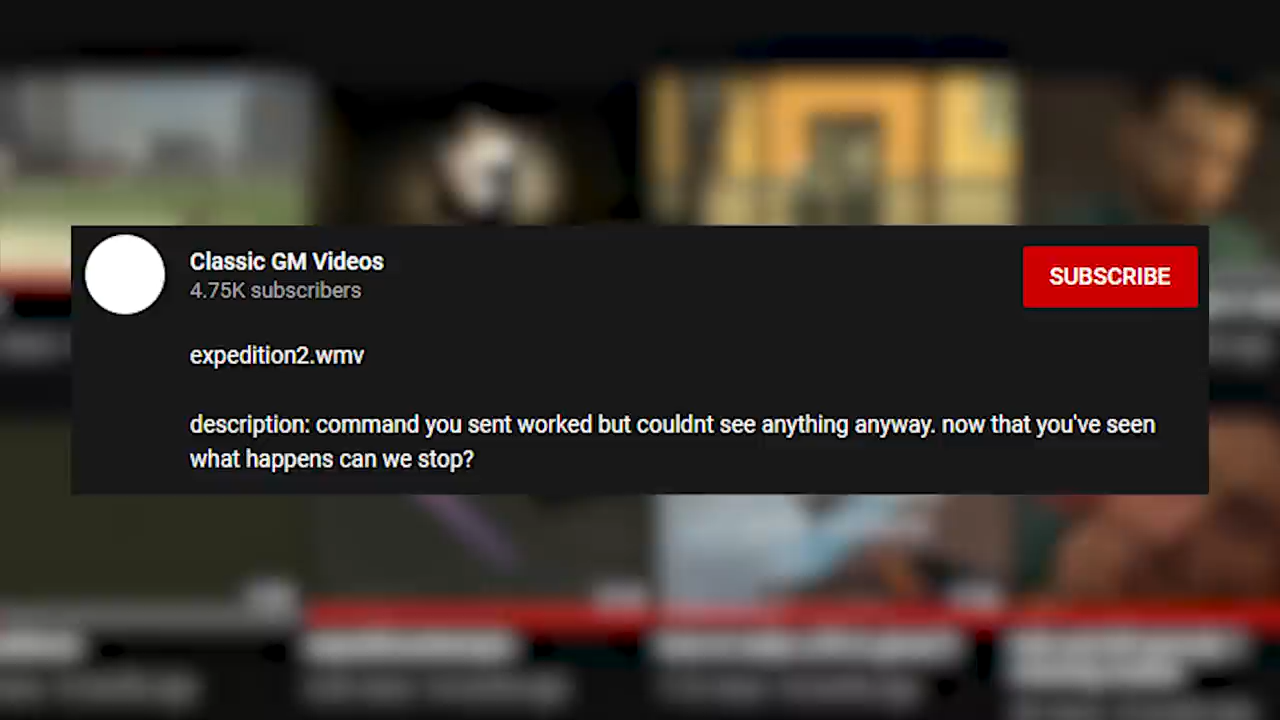 Classic GM Videos
4.75K subscribers
SUBSCRIBE
expedition2.wmv
description: command you sent worked but couldnt see anything anyway. now that you've seen
what happens can we stop?